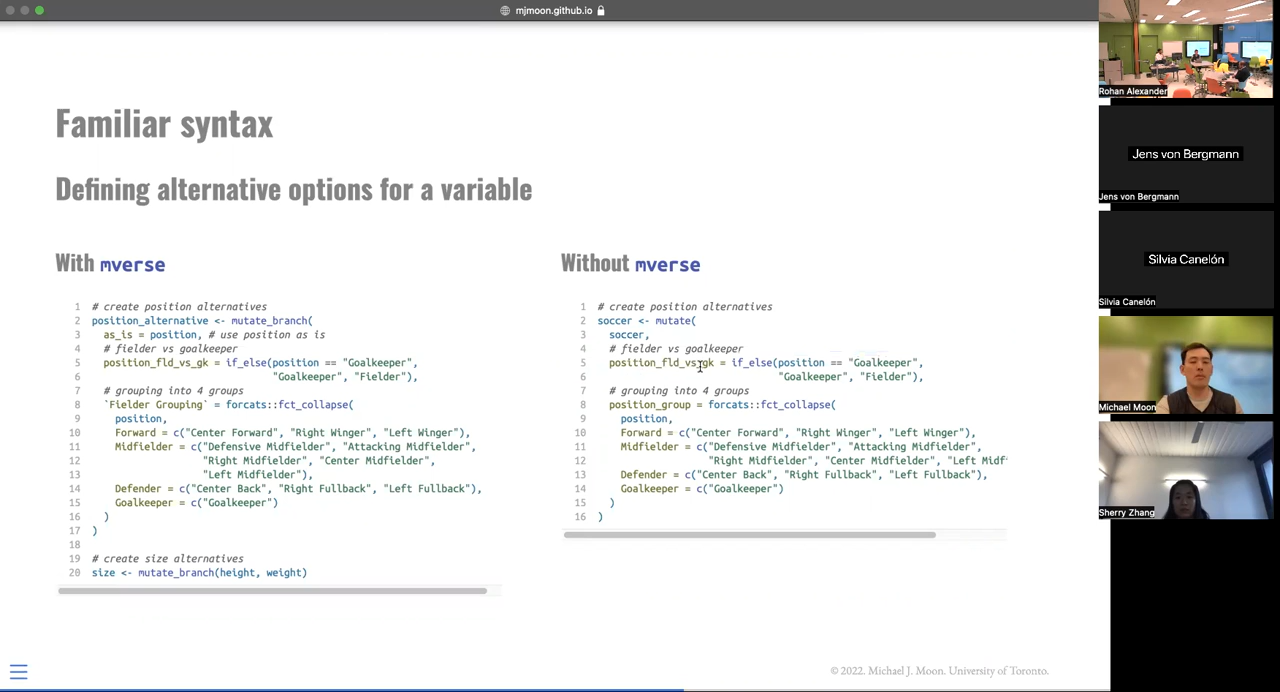 mjmoon.github.io
Familiar syntax
Defining alternative options for a variable
With mverse
1 # create position alternatives
2 position_alternative <- mutate_branch(
3 as_is = position, # use position as is
4 # fielder vs goalkeeper
5 position_fld_vs_gk = if_else(position == "Goalkeeper",
6 "Goalkeeper", "Fielder"),
7 # grouping into 4 groups
8 `Fielder Grouping` = forcats::fct_collapse(
9 position,
10 Forward = c("Center Forward", "Right Winger", "Left Winger"),
11 Midfielder = c("Defensive Midfielder", "Attacking Midfielder",
12 "Right Midfielder", "Center Midfielder",
13 "Left Midfielder"),
14 Defender = c("Center Back", "Right Fullback", "Left Fullback"),
15 Goalkeeper = c("Goalkeeper")
16 )
17 )
18
19 # create size alternatives
20 size <- mutate_branch(height, weight)
Without mverse
1 # create position alternatives
2 soccer <- mutate(
3 soccer,
4 # fielder vs goalkeeper
5 position_fld_vs_gk = if_else(position == "Goalkeeper",
6 "Goalkeeper", "Fielder"),
7 # grouping into 4 groups
8 position_group = forcats::fct_collapse(
9 position,
10 Forward = c("Center Forward", "Right Winger", "Left Winger"),
11 Midfielder = c("Defensive Midfielder", "Attacking Midfielder",
12 "Right Midfielder", "Center Midfielder", "Left Midf
13 Defender = c("Center Back", "Right Fullback", "Left Fullback"),
14 Goalkeeper = c("Goalkeeper")
15 )
16 )
© 2022. Michael J. Moon. University of Toronto.
Rohan Alexander
Jens von Bergmann
Jens von Bergmann
Silvia Canelón
Silvia Canelón
Michael Moon
Sherry Zhang